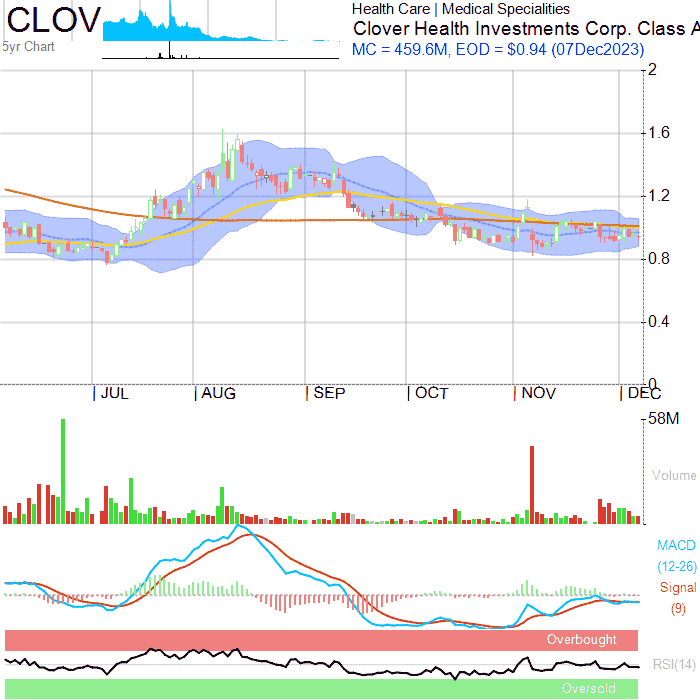 CLOV
5yr Chart
Health Care | Medical Specialities
Clover Health Investments Corp. Class A
MC = 459.6M, EOD = $0.94 (07Dec2023)
2
1.6
1.2
0.8
0.4
0
JUL AUG SEP OCT NOV DEC
58M
Volume
MACD
(12-26)
Signal
(9)
Overbought
RSI(14)
Oversold